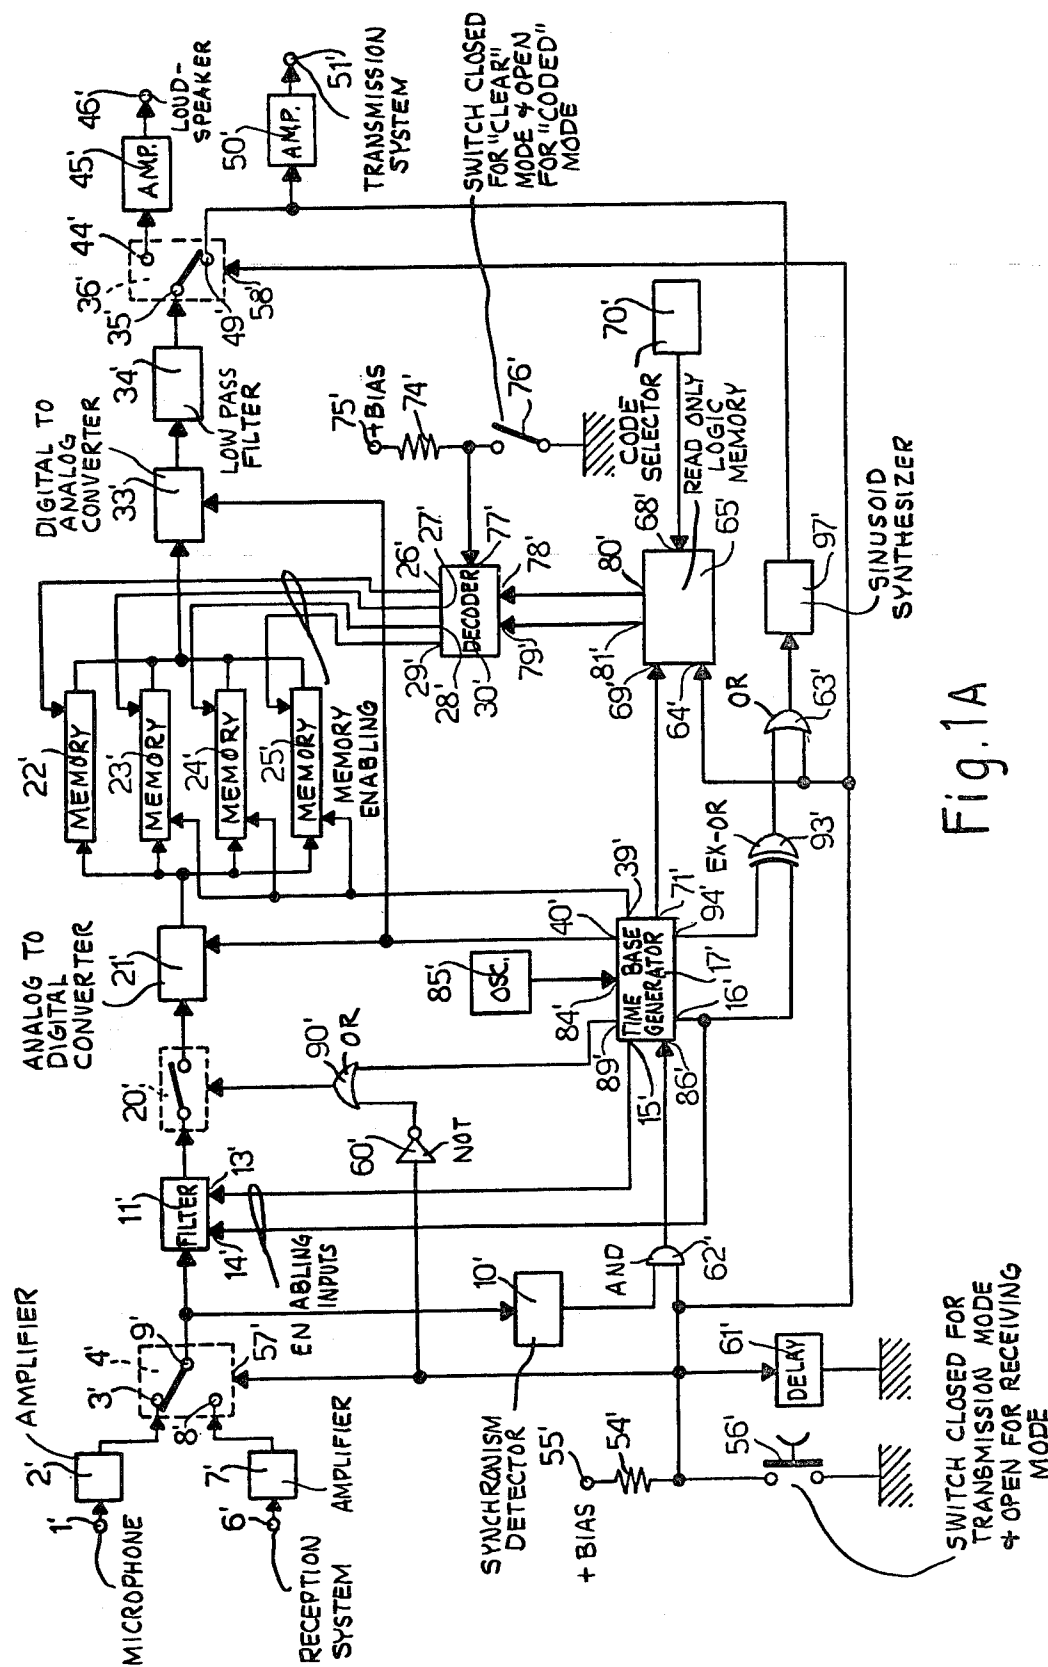 MICROPHONE
1'
AMPLIFIER
2'
3'
4'
9'
57'
8'
7'
6'
AMPLIFIER
RECEPTION
SYSTEM
11'
FILTER
13'
14'
ENABLING
INPUTS
20'
ANALOG TO
DIGITAL
CONVERTER
21'
22'
MEMORY
23'
MEMORY
24'
MEMORY
25'
MEMORY
MEMORY
ENABLING
DIGITAL TO
ANALOG
CONVERTER
33'
34'
LOW PASS
FILTER
35'
36'
44'
49'
58'
45'
AMP.
46'
LOUD-
SPEAKER
50'
AMP.
51'
TRANSMISSION
SYSTEM
SWITCH CLOSED
FOR "CLEAR"
MODE & OPEN
FOR "CODED"
MODE
75'
+BIAS
74'
76'
26'
27'
28'
29'
30'
DECODER
77'
78'
79'
80'
81'
CODE
SELECTOR
70'
READ ONLY
LOGIC
MEMORY
68'
65'
69'
64'
85'
OSC.
84'
40'
39'
89'
TIME BASE
GENERATOR
17'
71'
94'
16'
15'
86'
90'
OR
60'
NOT
EX-OR
93'
OR
63'
97'
SINUSOID
SYNTHESIZER
SYNCHRONISM
DETECTOR
10'
AND
62'
55'
+BIAS
54'
56'
61'
DELAY
SWITCH CLOSED FOR
TRANSMISSION MODE
& OPEN FOR RECEIVING
MODE
Fig.1A